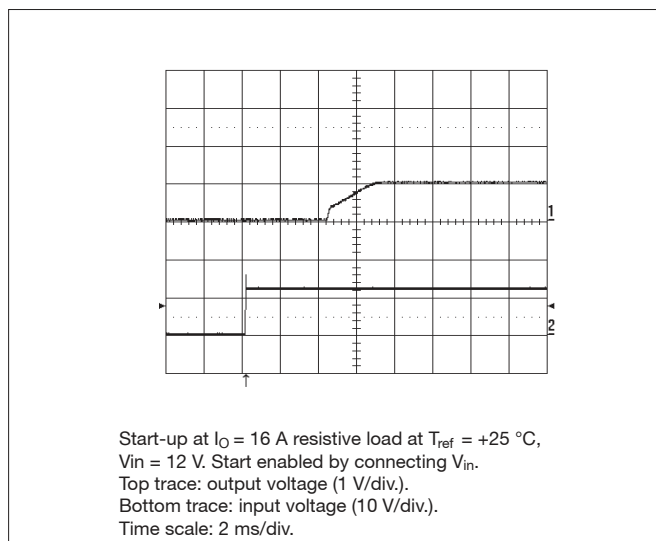 1
2
Start-up at IO = 16 A resistive load at Tref = +25 °C,
Vin = 12 V. Start enabled by connecting Vin.
Top trace: output voltage (1 V/div.).
Bottom trace: input voltage (10 V/div.).
Time scale: 2 ms/div.